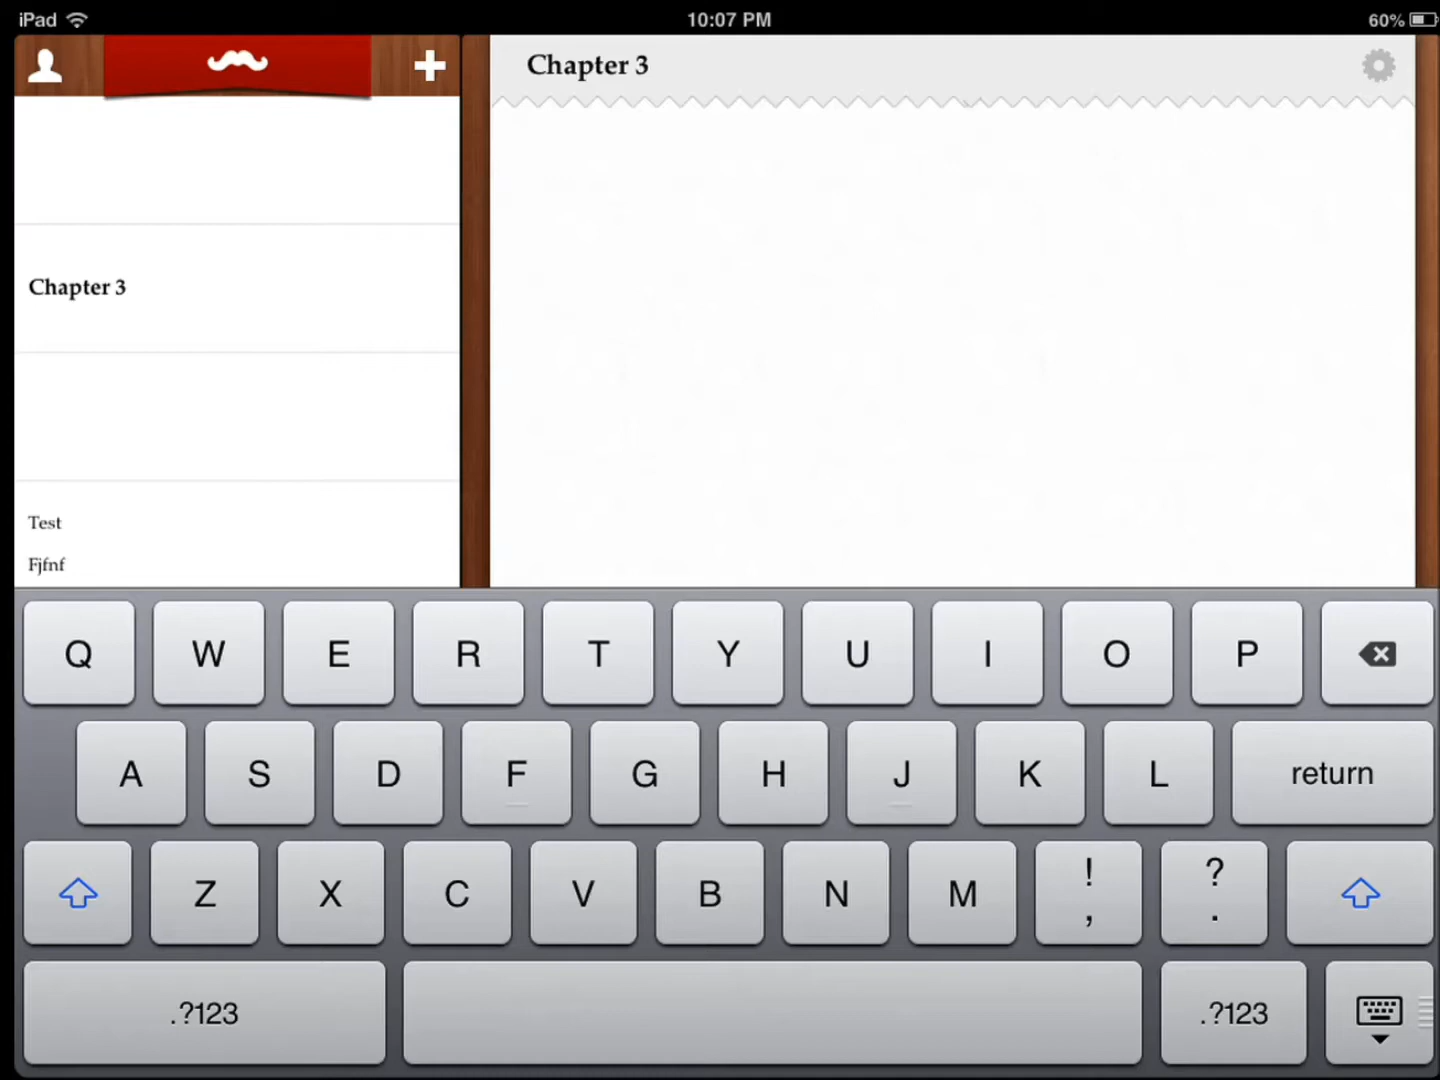 iPad 10:07 PM 60%
Chapter 3
Chapter 3
Test
Fjfnf
Q W E R T Y U I O P
A S D F G H J K L return
Z X C V B N M ! , ? .
.?123 .?123